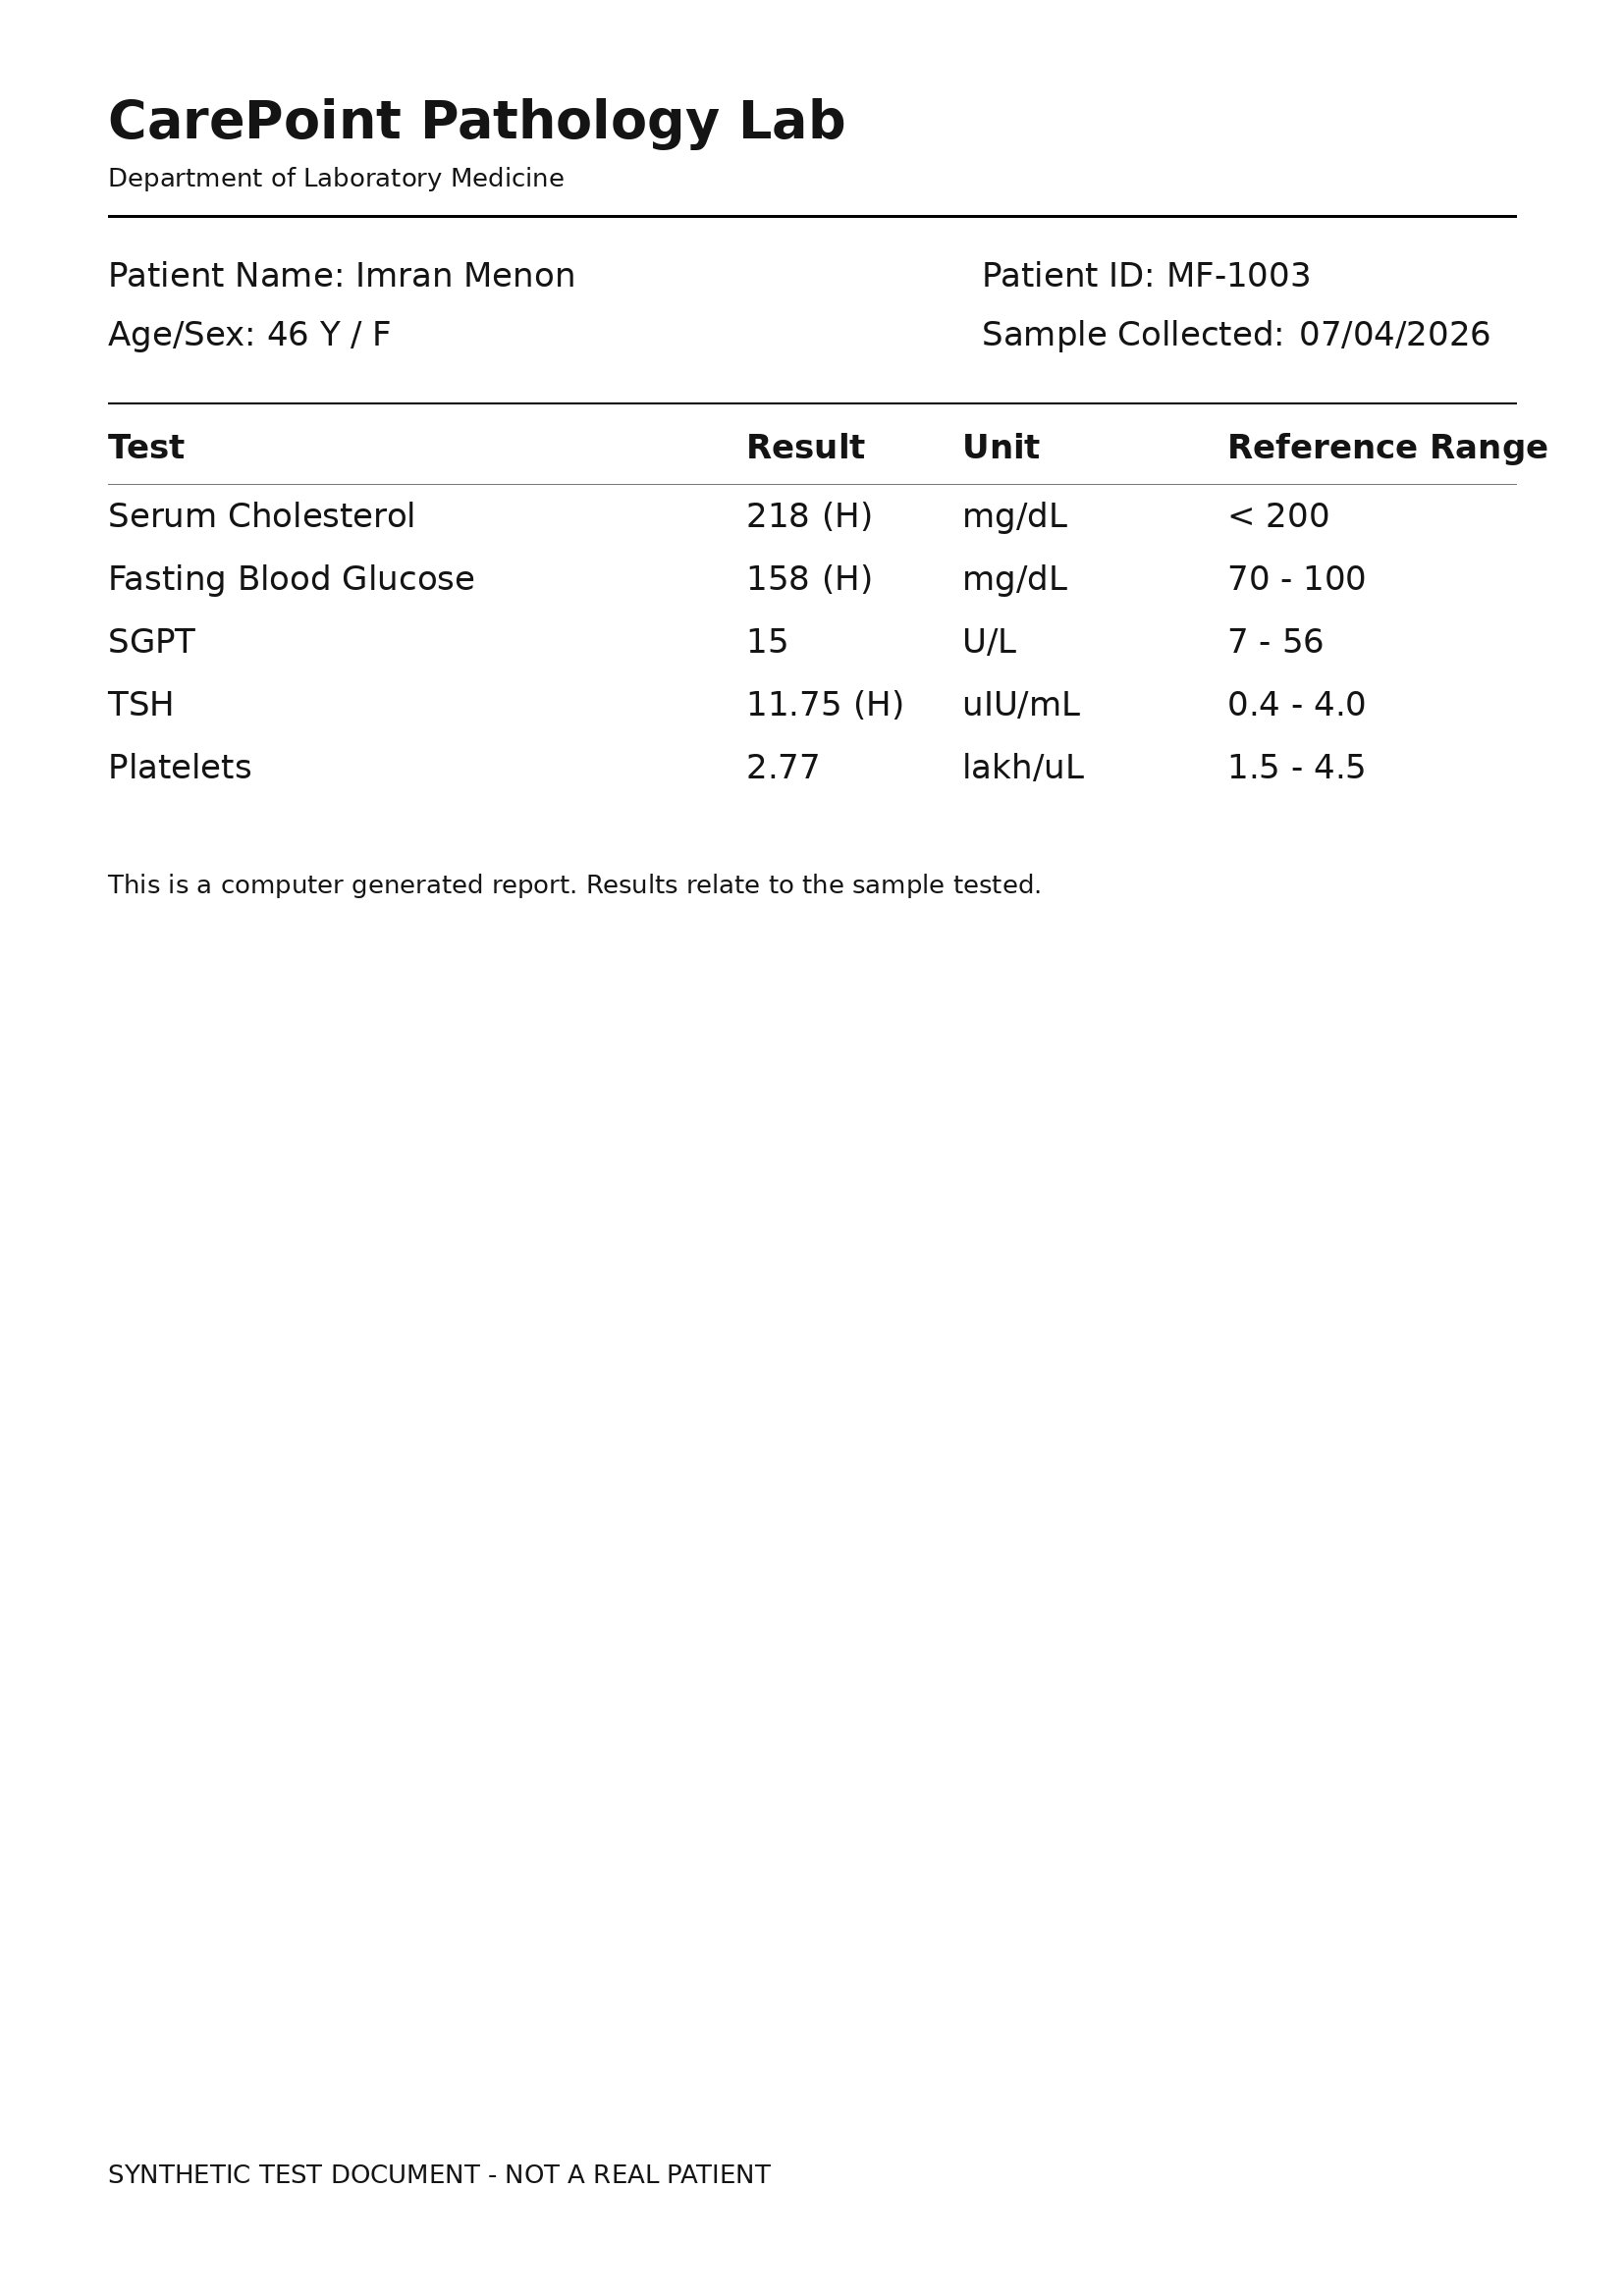 CarePoint Pathology Lab
Department of Laboratory Medicine
Patient Name: Imran Menon Patient ID: MF-1003
Age/Sex: 46 Y / F Sample Collected: 07/04/2026
Test Result Unit Reference Range
Serum Cholesterol 218 (H) mg/dL < 200
Fasting Blood Glucose 158 (H) mg/dL 70 - 100
SGPT 15 U/L 7 - 56
TSH 11.75 (H) uIU/mL 0.4 - 4.0
Platelets 2.77 lakh/uL 1.5 - 4.5
This is a computer generated report. Results relate to the sample tested.
SYNTHETIC TEST DOCUMENT - NOT A REAL PATIENT